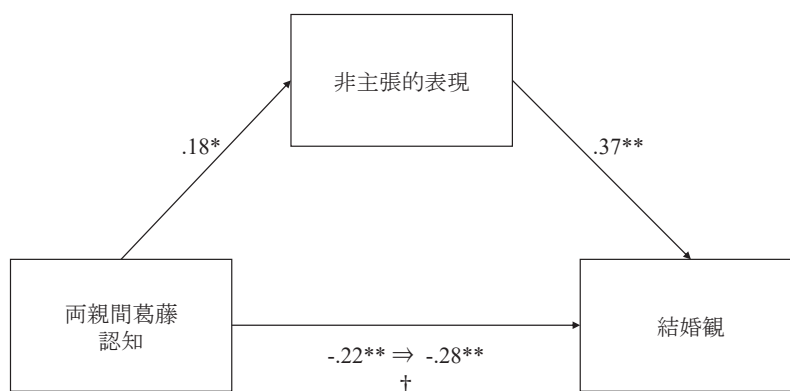 非主張的表現
.18*
.37**
両親間葛藤
認知
結婚観
-.22** ⇒ -.28**
†